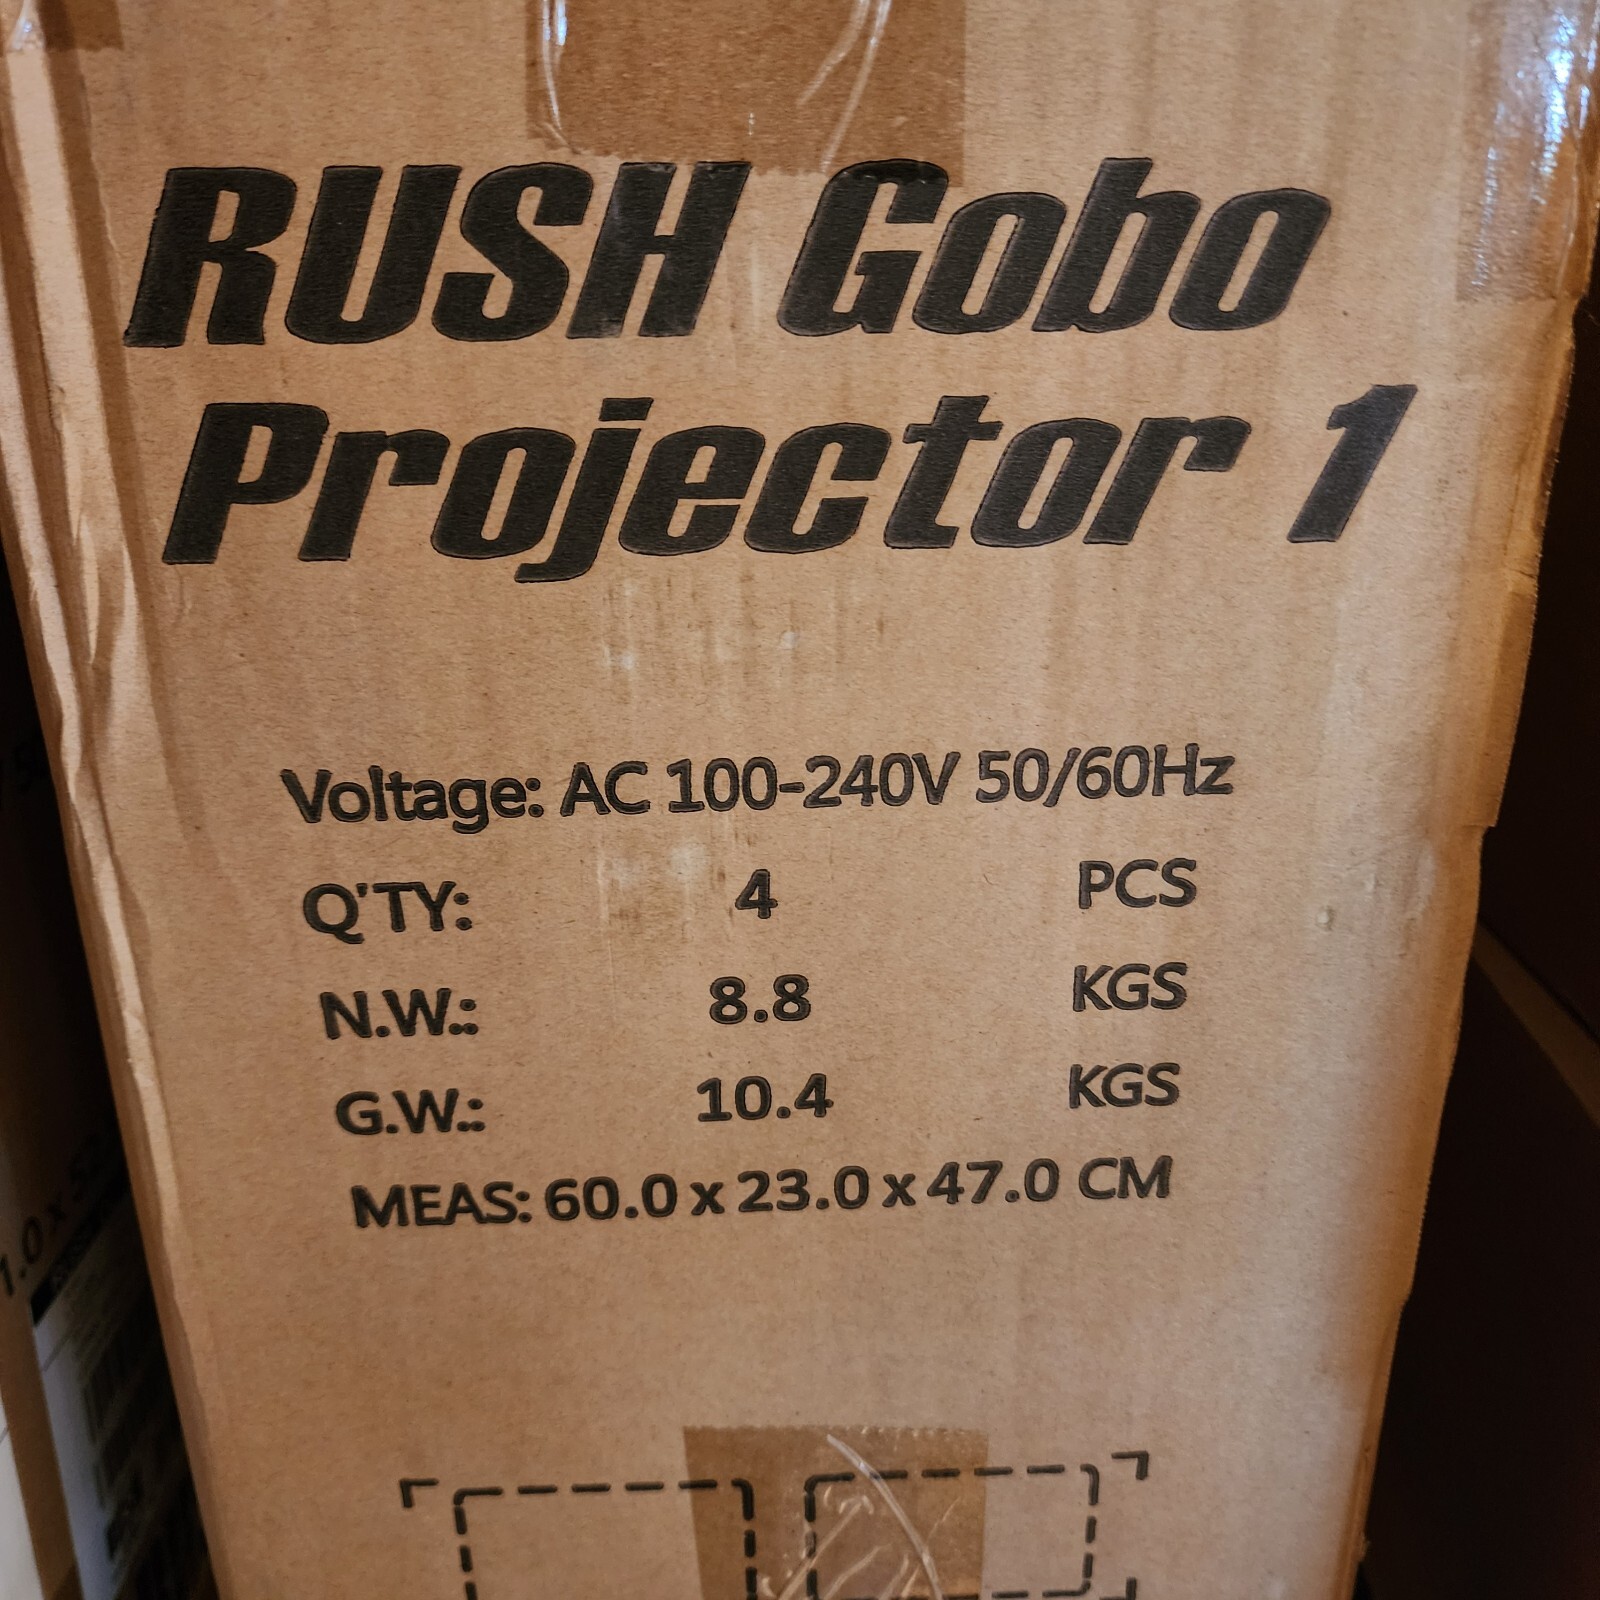 RUSH Gobo
Projector 1
Voltage: AC 100-240V 50/60Hz
Q'TY: 4 PCS
N.W.: 8.8 KGS
G.W.: 10.4 KGS
MEAS: 60.0 x 23.0 x 47.0 CM